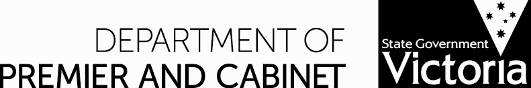 DEPARTMENT OF
PREMIER AND CABINET
State Government
Victoria